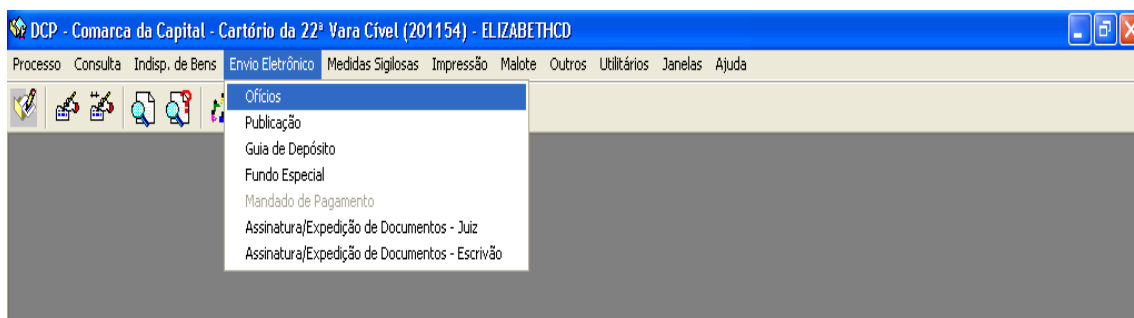 DCP - Comarca da Capital - Cartório da 22ª Vara Cível (201154) - ELIZABETHCD
Processo Consulta Indisp. de Bens Envio Eletrônico Medidas Sigilosas Impressão Malote Outros Utilitários Janelas Ajuda
Ofícios
Publicação
Guia de Depósito
Fundo Especial
Mandado de Pagamento
Assinatura/Expedição de Documentos - Juiz
Assinatura/Expedição de Documentos - Escrivão